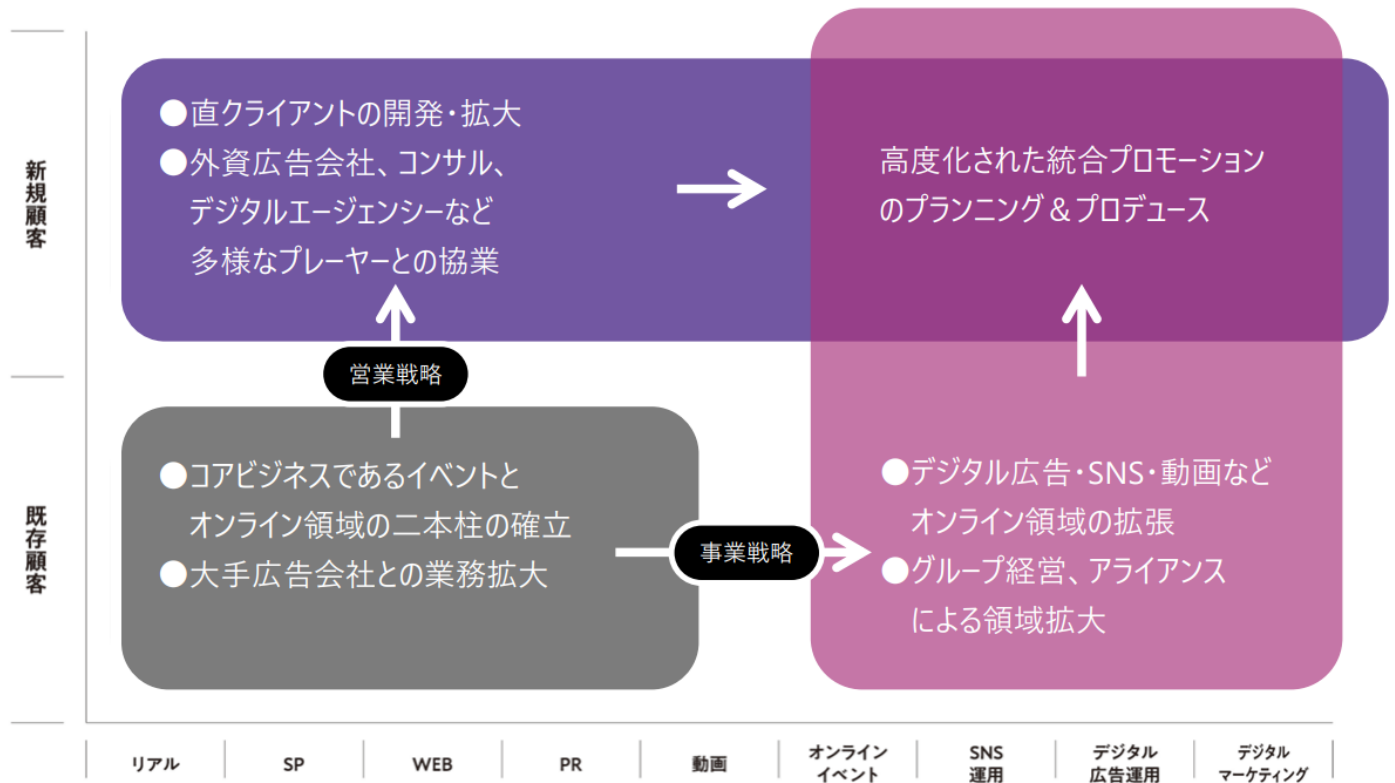 新規顧客
●直クライアントの開発・拡大
●外資広告会社、コンサル、
デジタルエージェンシーなど
多様なプレーヤーとの協業
高度化された統合プロモーション
のプランニング＆プロデュース
営業戦略
既存顧客
●コアビジネスであるイベントと
オンライン領域の二本柱の確立
●大手広告会社との業務拡大
事業戦略
●デジタル広告・SNS・動画など
オンライン領域の拡張
●グループ経営、アライアンス
による領域拡大
リアル
SP
WEB
PR
動画
オンライン
イベント
SNS
運用
デジタル
広告運用
デジタル
マーケティング